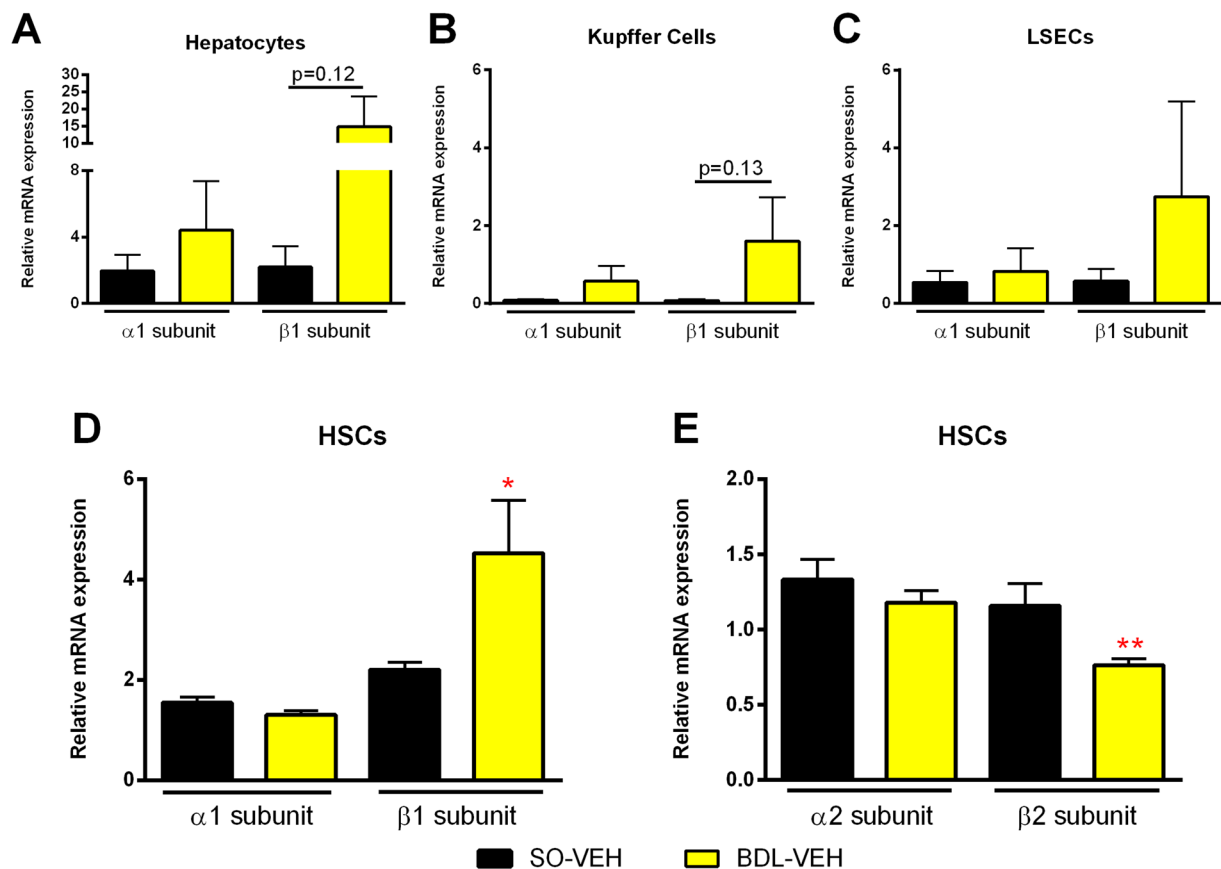 A
Hepatocytes
Relative mRNA expression
30
25
20
15
10
8
4
0
p=0.12
α1 subunit
β1 subunit
B
Kupffer Cells
Relative mRNA expression
6
4
2
0
p=0.13
α1 subunit
β1 subunit
C
LSECs
Relative mRNA expression
6
4
2
0
α1 subunit
β1 subunit
D
HSCs
Relative mRNA expression
6
4
2
0
*
α1 subunit
β1 subunit
E
HSCs
Relative mRNA expression
2.0
1.5
1.0
0.5
0.0
**
α2 subunit
β2 subunit
SO-VEH
BDL-VEH